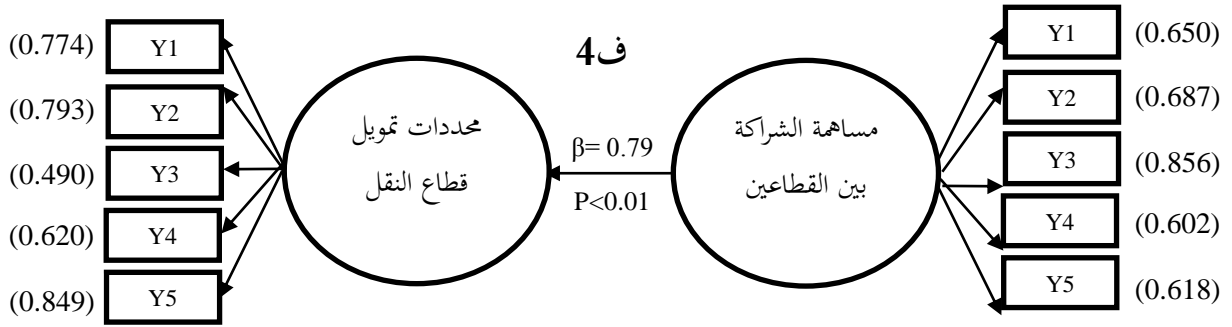 ف4
Y1 (0.650)
Y2 (0.687)
Y3 (0.856)
Y4 (0.602)
Y5 (0.618)
مساهمة الشراكة
بين القطاعين
β= 0.79
P<0.01
محددات تمويل
قطاع النقل
(0.774) Y1
(0.793) Y2
(0.490) Y3
(0.620) Y4
(0.849) Y5